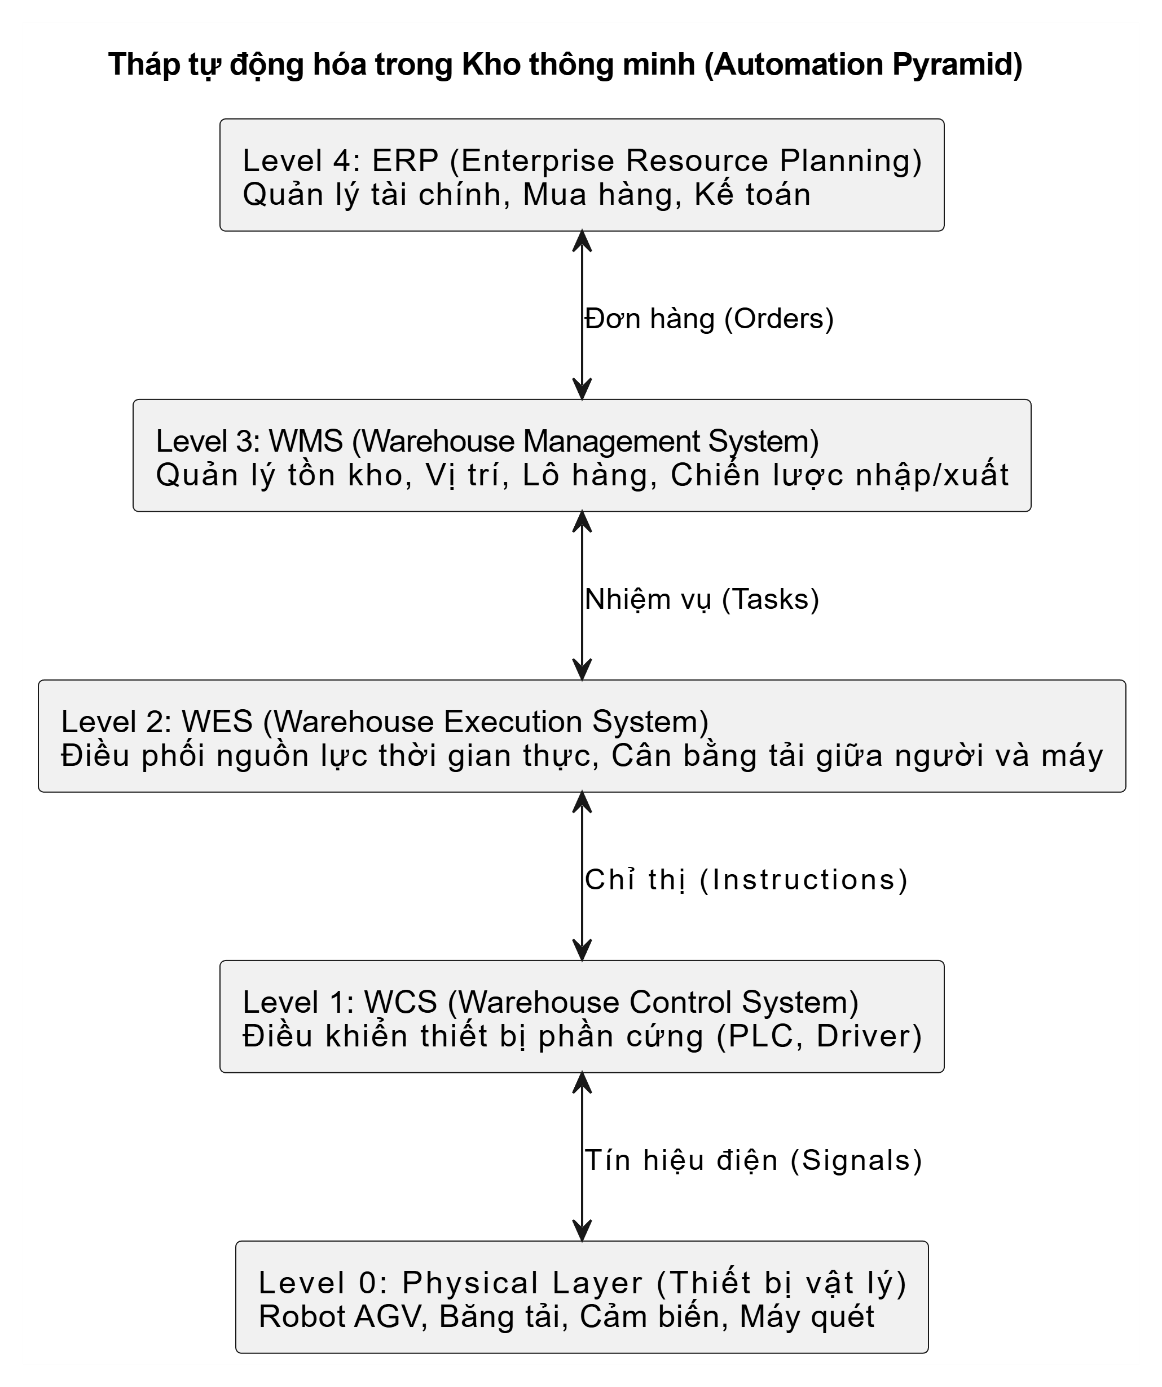 Tháp tự động hóa trong Kho thông minh (Automation Pyramid)
Level 4: ERP (Enterprise Resource Planning)
Quản lý tài chính, Mua hàng, Kế toán
Đơn hàng (Orders)
Level 3: WMS (Warehouse Management System)
Quản lý tồn kho, Vị trí, Lô hàng, Chiến lược nhập/xuất
Nhiệm vụ (Tasks)
Level 2: WES (Warehouse Execution System)
Điều phối nguồn lực thời gian thực, Cân bằng tải giữa người và máy
Chỉ thị (Instructions)
Level 1: WCS (Warehouse Control System)
Điều khiển thiết bị phần cứng (PLC, Driver)
Tín hiệu điện (Signals)
Level 0: Physical Layer (Thiết bị vật lý)
Robot AGV, Băng tải, Cảm biến, Máy quét